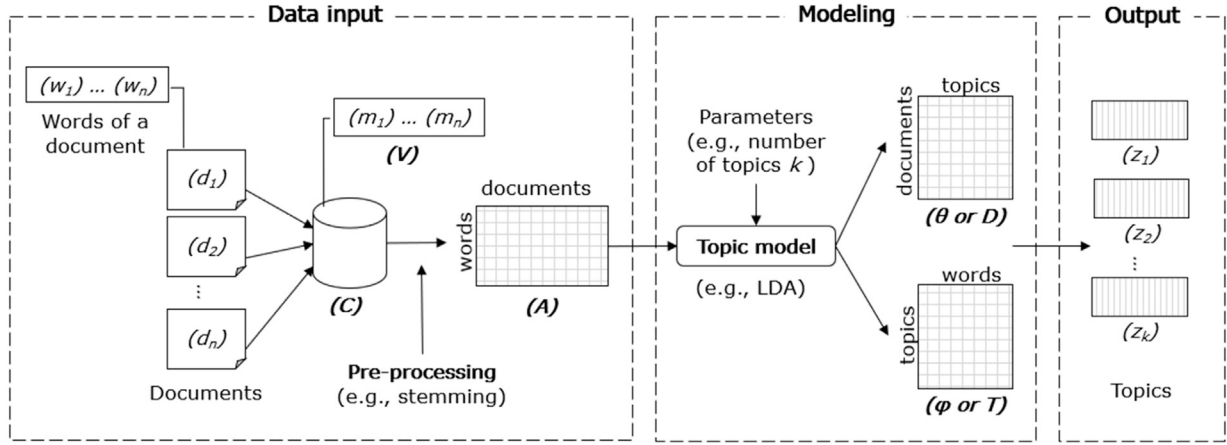 Data input
(w1) ... (wn)
Words of a
document
(m1) ... (mn)
(V)
(d1)
(d2)
...
(dn)
Documents
(C)
Pre-processing
(e.g., stemming)
documents
words
(A)
Modeling
Parameters
(e.g., number
of topics k )
Topic model
(e.g., LDA)
topics
documents
(θ or D)
words
topics
(φ or T)
Output
(z1)
(z2)
...
(zk)
Topics